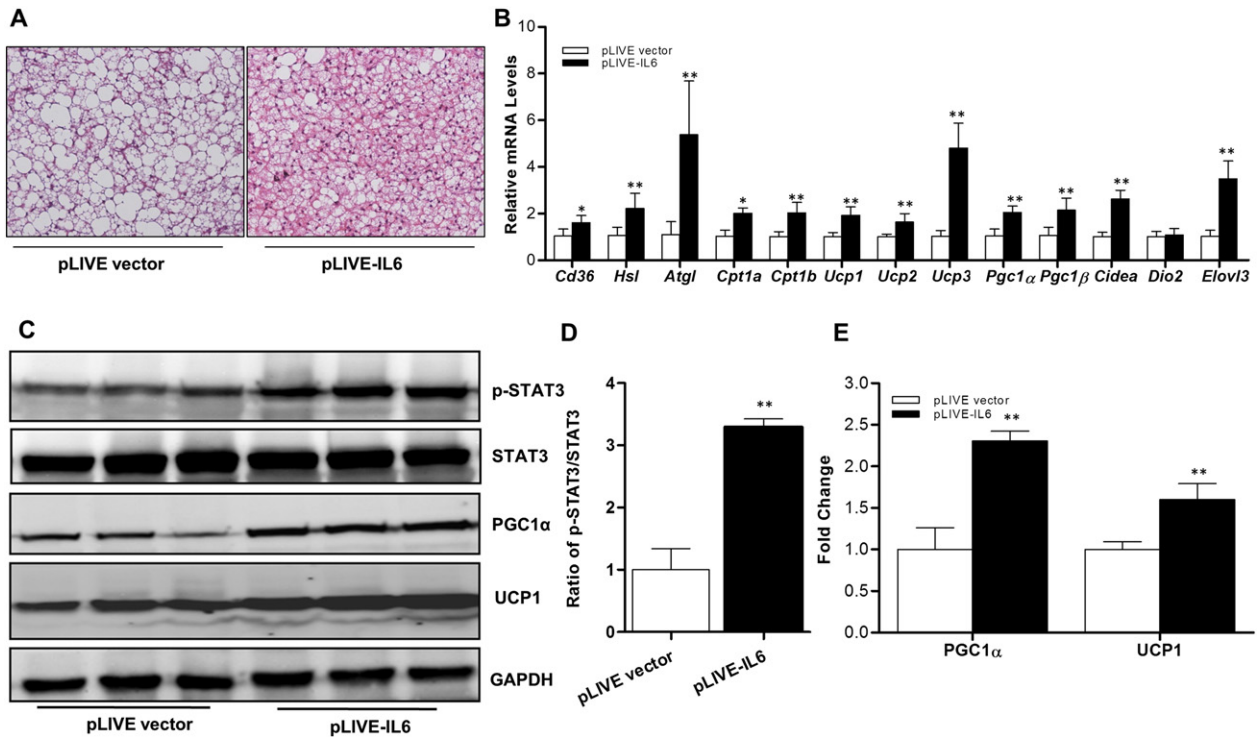 A
pLIVE vector
pLIVE-IL6
B
10
8
6
4
2
0
Relative mRNA Levels
pLIVE vector
pLIVE-IL6
*
**
**
*
**
**
**
**
**
**
**
**
Cd36 Hsl Atgl Cpt1a Cpt1b Ucp1 Ucp2 Ucp3 Pgc1α Pgc1β Cidea Dio2 Elovl3
C
p-STAT3
STAT3
PGC1α
UCP1
GAPDH
pLIVE vector
pLIVE-IL6
D
4
3
2
1
0
Ratio of p-STAT3/STAT3
**
pLIVE vector
pLIVE-IL6
E
3.0
2.5
2.0
1.5
1.0
0.5
0.0
Fold Change
pLIVE vector
pLIVE-IL6
**
**
PGC1α
UCP1